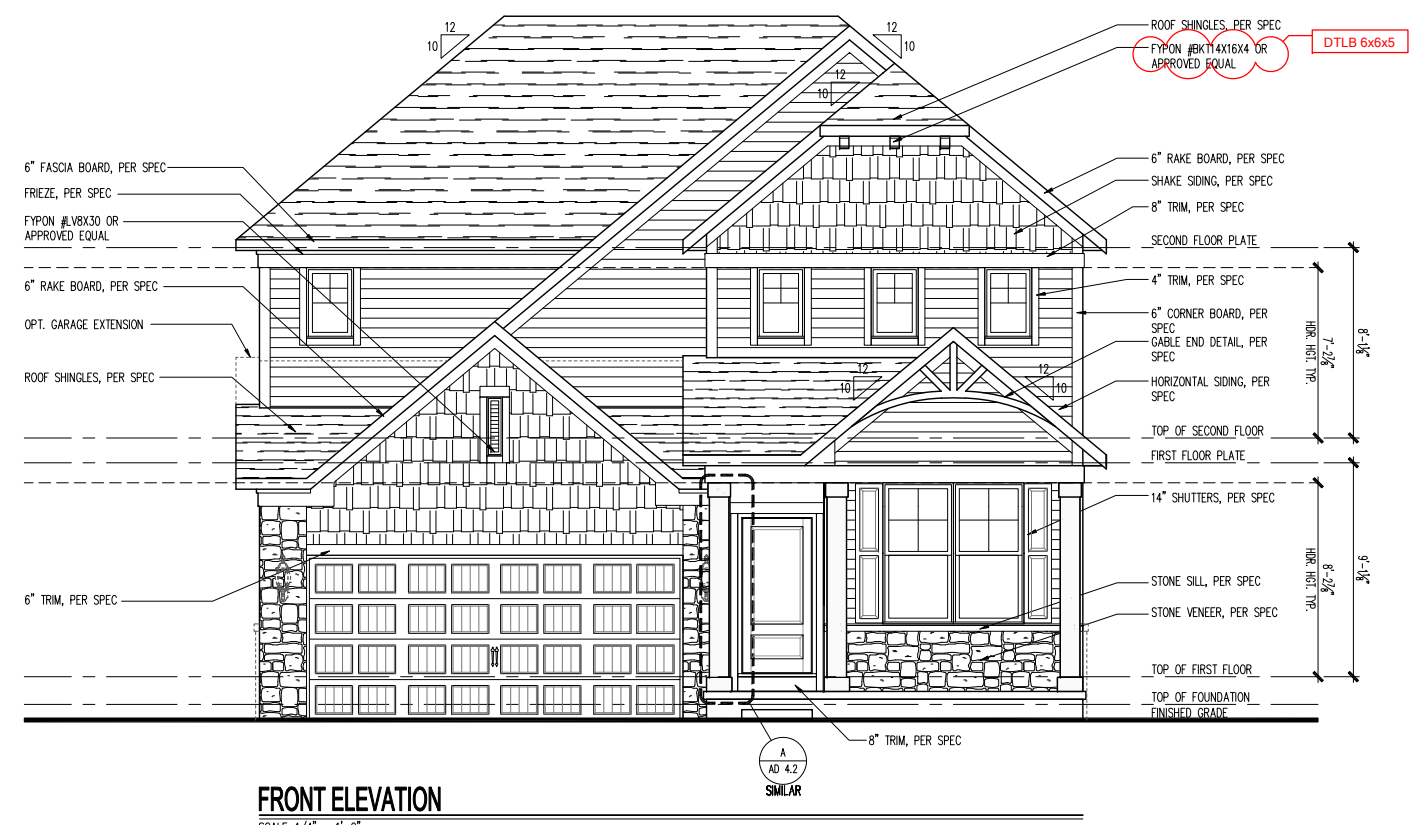 12
10
12
10
12
10
ROOF SHINGLES, PER SPEC
FYPON #BKT14X16X4 OR
APPROVED EQUAL
DTLB 6x6x5
6" FASCIA BOARD, PER SPEC
FRIEZE, PER SPEC
FYPON #LV8X30 OR
APPROVED EQUAL
6" RAKE BOARD, PER SPEC
OPT. GARAGE EXTENSION
ROOF SHINGLES, PER SPEC
6" TRIM, PER SPEC
6" RAKE BOARD, PER SPEC
SHAKE SIDING, PER SPEC
8" TRIM, PER SPEC
SECOND FLOOR PLATE
4" TRIM, PER SPEC
6" CORNER BOARD, PER
SPEC
GABLE END DETAIL, PER
SPEC
12
10
12
10
HORIZONTAL SIDING, PER
SPEC
TOP OF SECOND FLOOR
FIRST FLOOR PLATE
HDR. HGT. TYP.
7'-2⅞"
8'-1⅛"
14" SHUTTERS, PER SPEC
STONE SILL, PER SPEC
STONE VENEER, PER SPEC
HDR. HGT. TYP.
8'-2⅞"
9'-1⅛"
TOP OF FIRST FLOOR
TOP OF FOUNDATION
FINISHED GRADE
8" TRIM, PER SPEC
A
AD 4.2
SIMILAR
FRONT ELEVATION